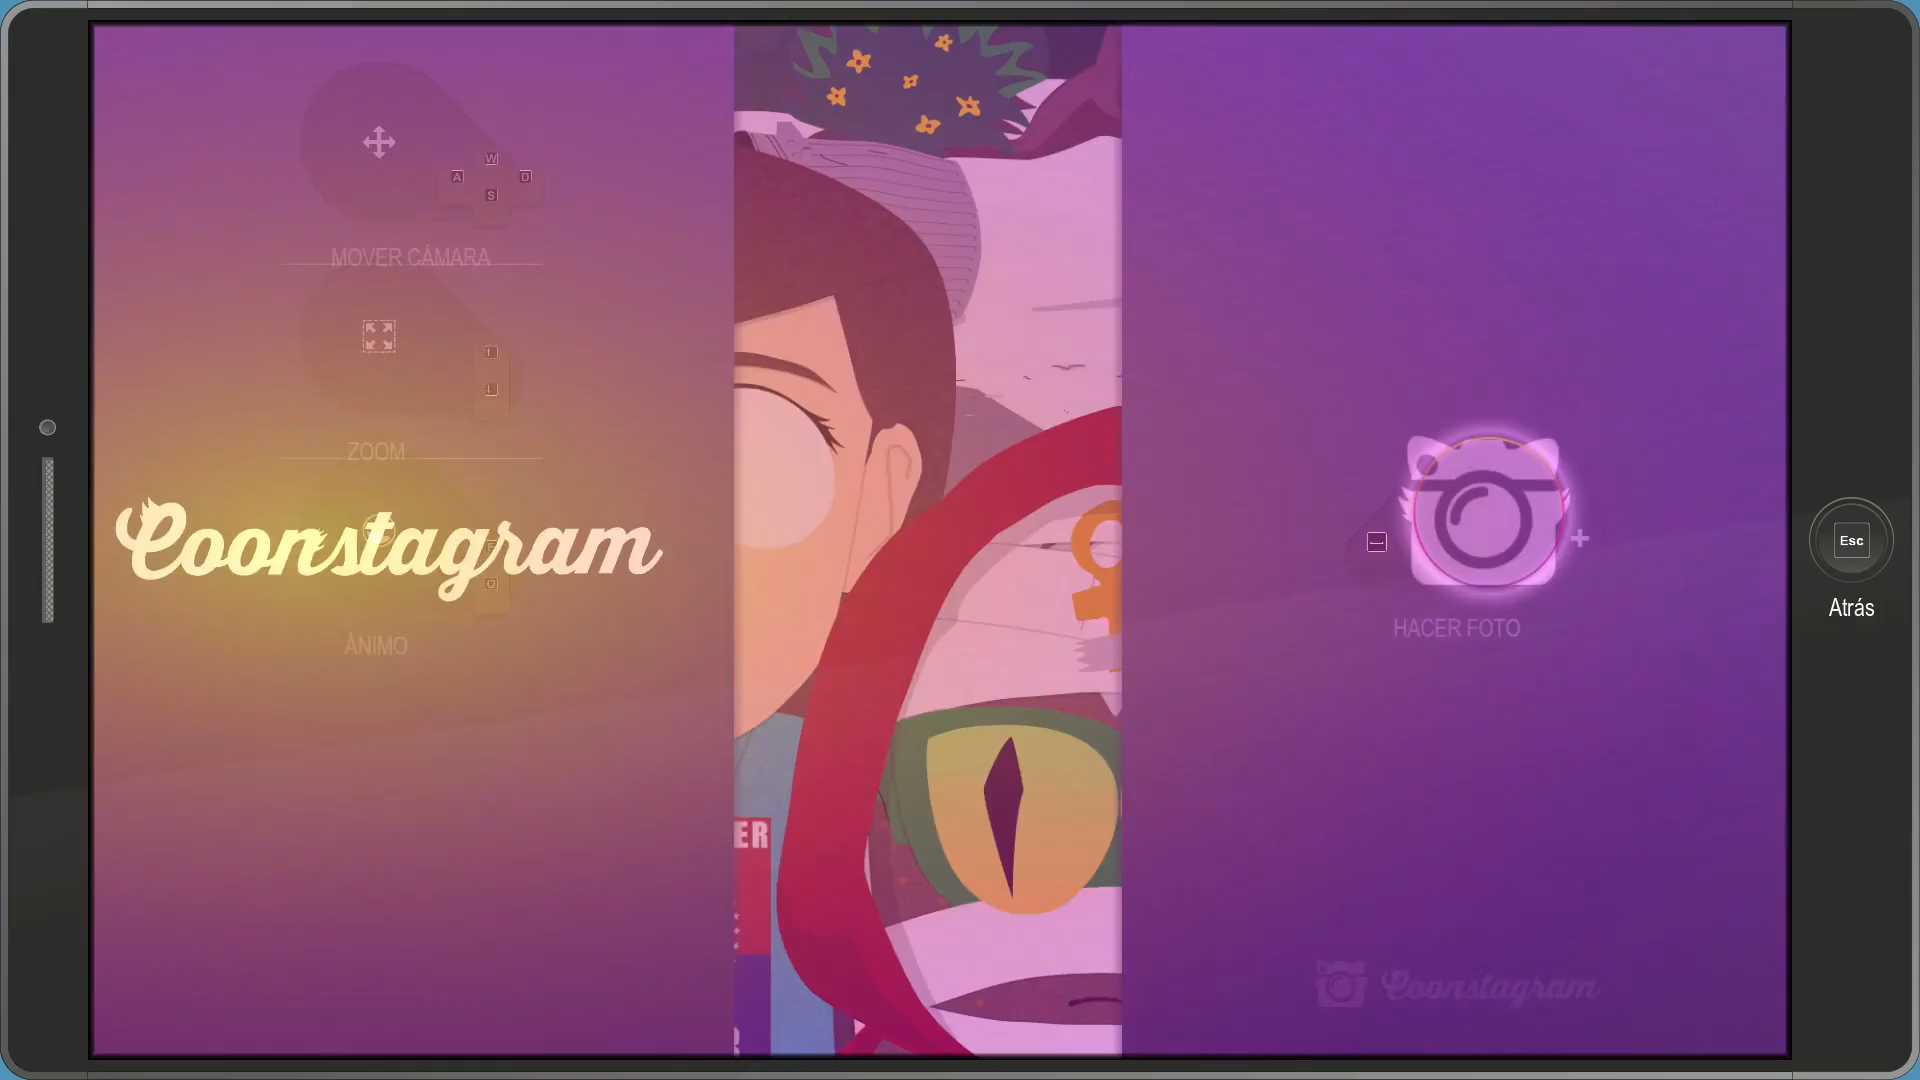 W
A D
S
MOVER CÁMARA
ZOOM
Coonstagram
Q
ÁNIMO
ER
HACER FOTO
Esc
Atrás
Coonstagram